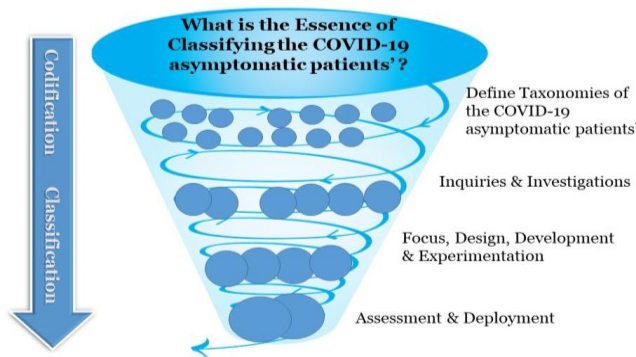 What is the Essence of
Classifying the COVID-19
asymptomatic patients' ?
Codification
Classification
Define Taxonomies of
the COVID-19
asymptomatic patients'
Inquiries & Investigations
Focus, Design, Development
& Experimentation
Assessment & Deployment